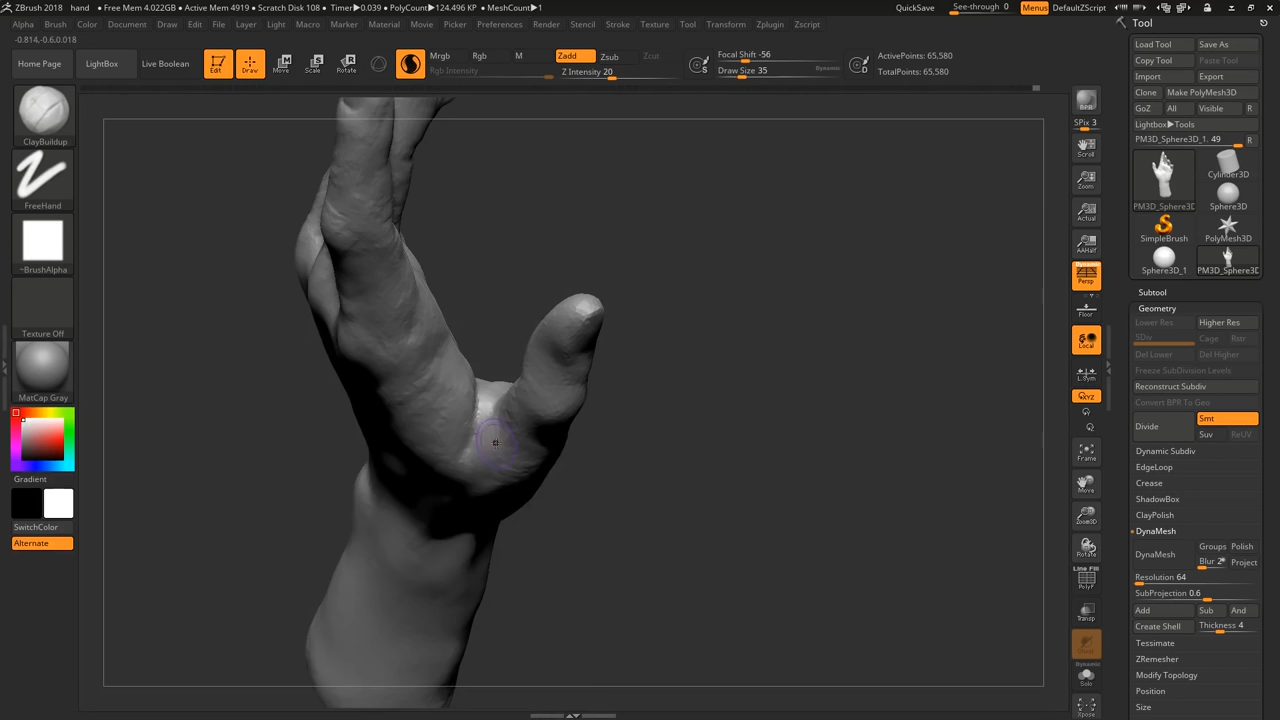 ZBrush 2018 hand • Free Mem 4.022GB • Active Mem 4919 • Scratch Disk 108 • Timer▶0.039 • PolyCount▶124.496 KP • MeshCount▶1 QuickSave See-through 0 Menus DefaultZScript
Alpha Brush Color Document Draw Edit File Layer Light Macro Marker Material Movie Picker Preferences Render Stencil Stroke Texture Tool Transform Zplugin Zscript
-0.814,-0.6,0.018
Home Page LightBox Live Boolean Edit Draw Move Scale Rotate
Mrgb Rgb M Zadd Zsub Zcut
Rgb Intensity Z Intensity 20
Focal Shift -56
Draw Size 35 Dynamic
S
D
ActivePoints: 65,580
TotalPoints: 65,580
ClayBuildup
FreeHand
~BrushAlpha
Texture Off
MatCap Gray
Gradient
SwitchColor
Alternate
BPR
SPix 3
Scroll
Zoom
Actual
AAHalf
Dynamic
Persp
Floor
Local
L.Sym
XYZ
Frame
Move
Zoom3D
Rotate
Line Fill
PolyF
Transp
Dynamic
Solo
Xpose
Tool
Load Tool Save As
Copy Tool Paste Tool
Import Export
Clone Make PolyMesh3D
GoZ All Visible R
Lightbox▶Tools
PM3D_Sphere3D_1. 49 R
PM3D_Sphere3D Cylinder3D
Sphere3D
SimpleBrush PolyMesh3D
Sphere3D_1 PM3D_Sphere3D
Subtool
Geometry
Lower Res Higher Res
SDiv Cage Rstr
Del Lower Del Higher
Freeze SubDivision Levels
Reconstruct Subdiv
Convert BPR To Geo
Divide Smt
Suv ReUV
Dynamic Subdiv
EdgeLoop
Crease
ShadowBox
ClayPolish
DynaMesh
DynaMesh Groups Polish
Blur 2 Project
Resolution 64
SubProjection 0.6
Add Sub And
Create Shell Thickness 4
Tessimate
ZRemesher
Modify Topology
Position
Size